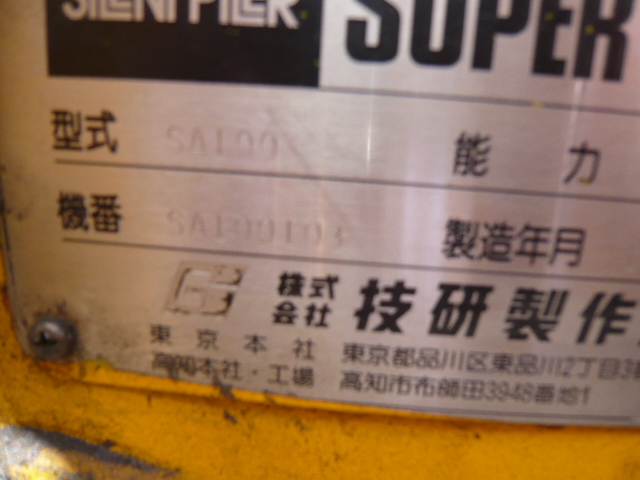 SILENT PILER SUPER
型式 SA100 能力
機番 SA100103 製造年月
株式会社 技研製作
東京本社 東京都品川区東品川2丁目3
高知本社・工場 高知市布師田3948番地1